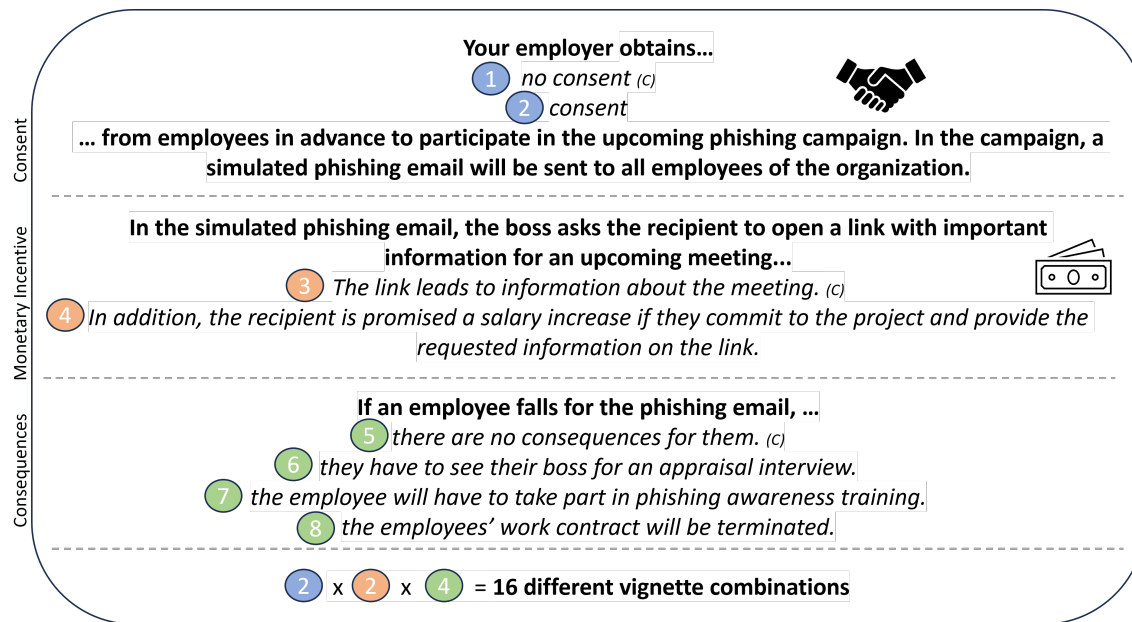 Your employer obtains…
1 no consent (C)
2 consent
… from employees in advance to participate in the upcoming phishing campaign. In the campaign, a
simulated phishing email will be sent to all employees of the organization.
Consent
In the simulated phishing email, the boss asks the recipient to open a link with important
information for an upcoming meeting...
3 The link leads to information about the meeting. (C)
4 In addition, the recipient is promised a salary increase if they commit to the project and provide the
requested information on the link.
Monetary Incentive
If an employee falls for the phishing email, …
5 there are no consequences for them. (C)
6 they have to see their boss for an appraisal interview.
7 the employee will have to take part in phishing awareness training.
8 the employees’ work contract will be terminated.
Consequences
2 x 2 x 4 = 16 different vignette combinations